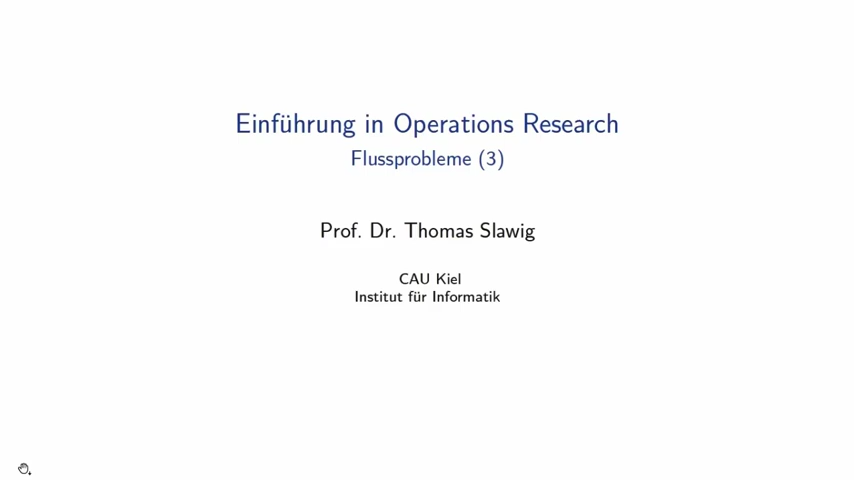 Einführung in Operations Research
Flussprobleme (3)
Prof. Dr. Thomas Slawig
CAU Kiel
Institut für Informatik